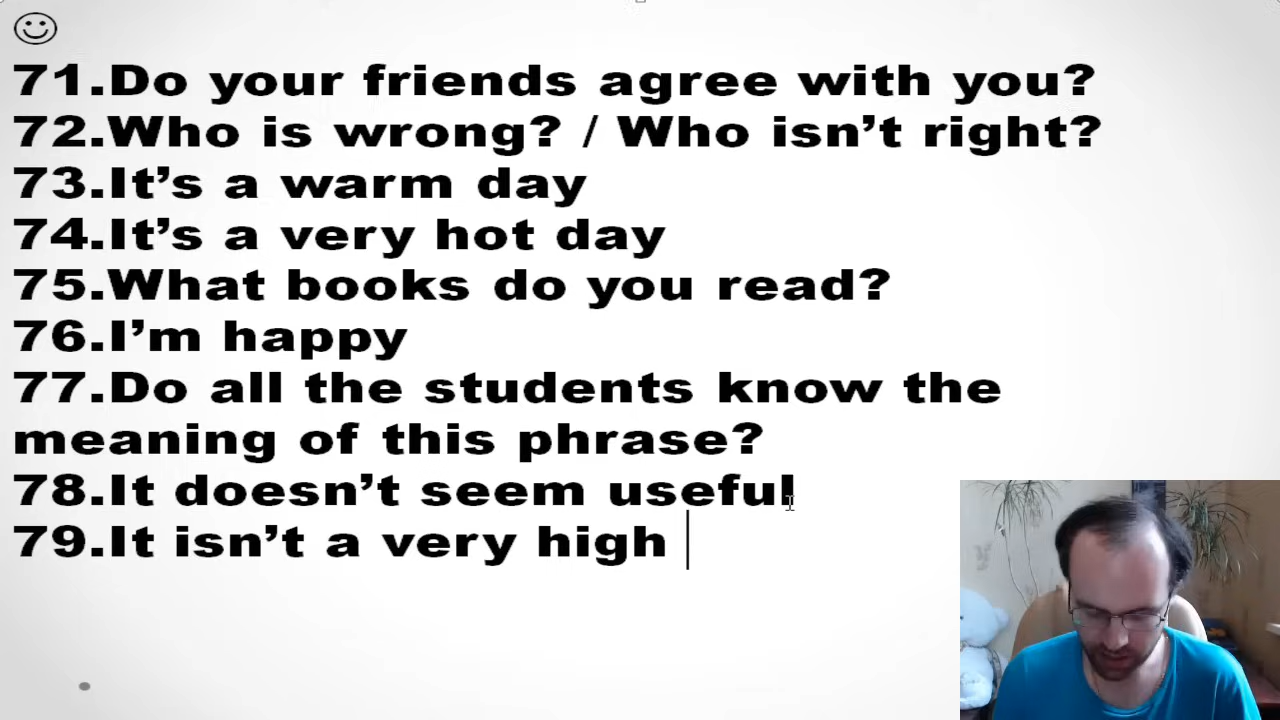 71.Do your friends agree with you?
72.Who is wrong? / Who isn’t right?
73.It’s a warm day
74.It’s a very hot day
75.What books do you read?
76.I’m happy
77.Do all the students know the
meaning of this phrase?
78.It doesn’t seem useful
79.It isn’t a very high